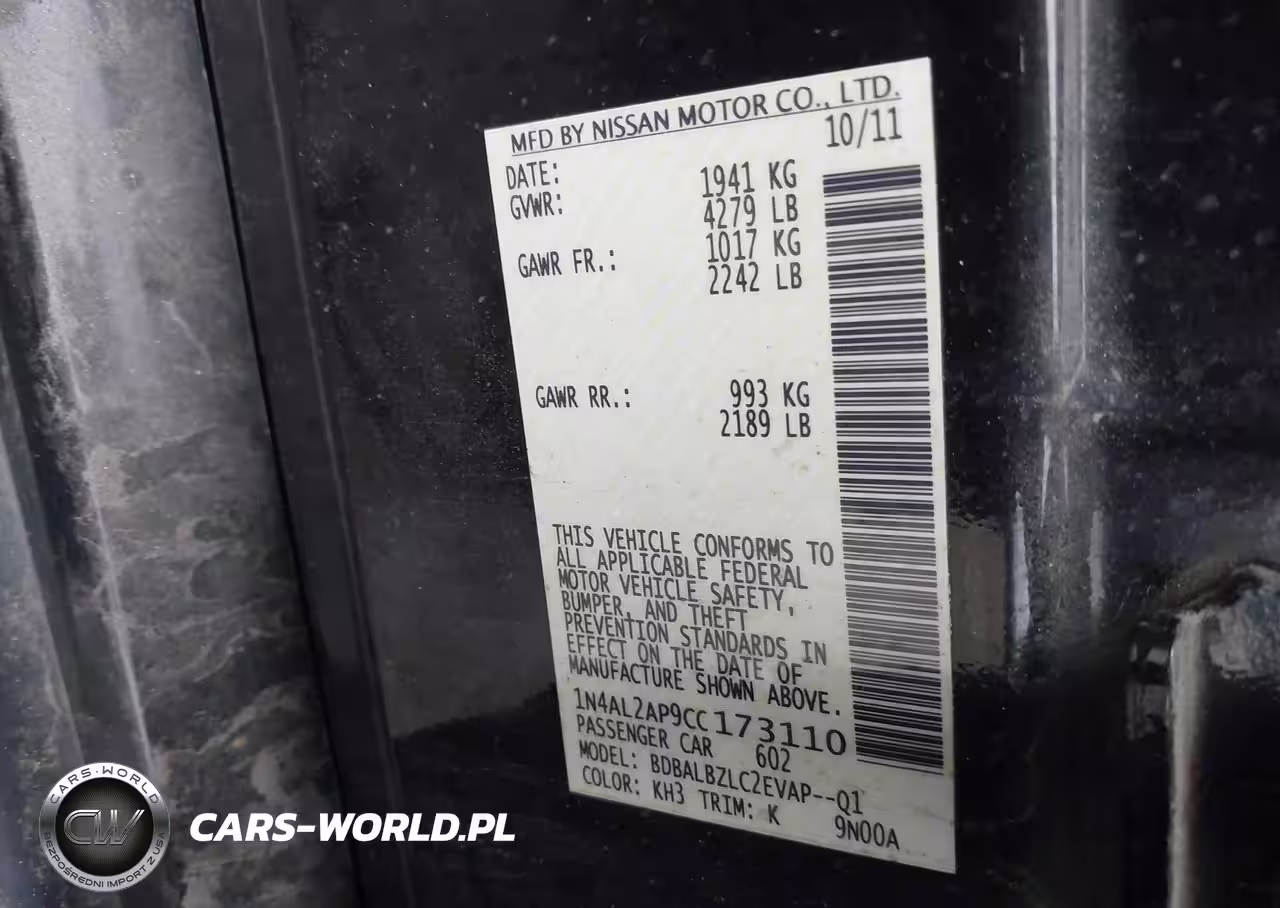 MFD BY NISSAN MOTOR CO., LTD.
DATE: 10/11
GVWR: 1941 KG
4279 LB
GAWR FR.: 1017 KG
2242 LB
GAWR RR.: 993 KG
2189 LB
THIS VEHICLE CONFORMS TO
ALL APPLICABLE FEDERAL
MOTOR VEHICLE SAFETY,
BUMPER, AND THEFT
PREVENTION STANDARDS IN
EFFECT ON THE DATE OF
MANUFACTURE SHOWN ABOVE.
1N4AL2AP9CC173110
PASSENGER CAR 602
MODEL: BDBALBZLC2EVAP--Q1
COLOR: KH3 TRIM: K 9N00A
CARS-WORLD
CW
BEZPOŚREDNI IMPORT Z USA
CARS-WORLD.PL